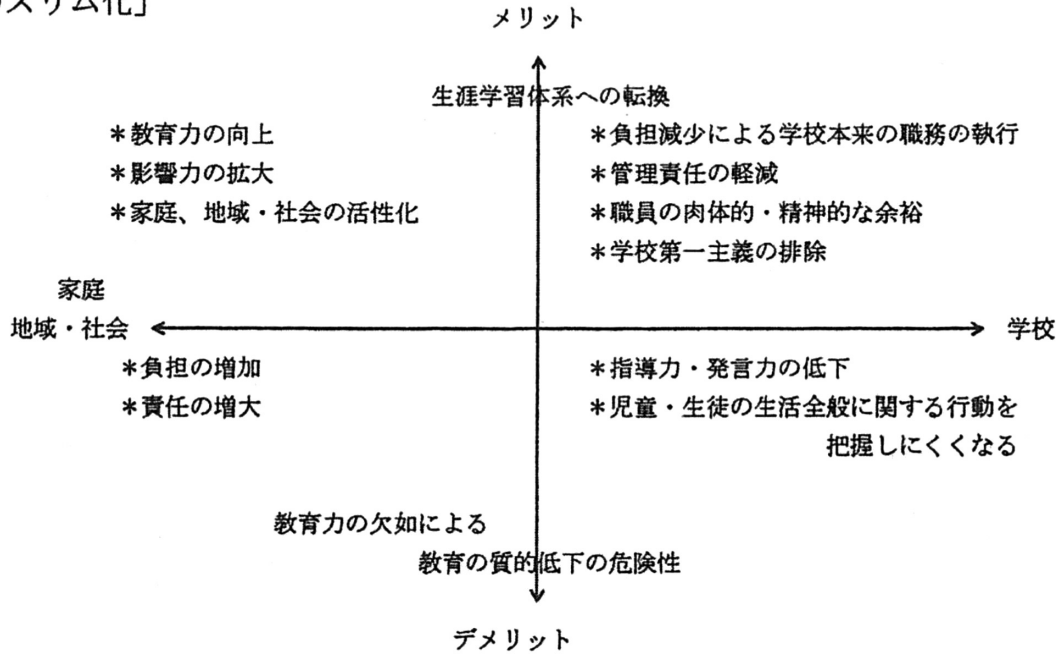 スリム化」
メリット
生涯学習体系への転換
＊教育力の向上
＊影響力の拡大
＊家庭、地域・社会の活性化
＊負担減少による学校本来の職務の執行
＊管理責任の軽減
＊職員の肉体的・精神的な余裕
＊学校第一主義の排除
家庭
地域・社会
学校
＊負担の増加
＊責任の増大
＊指導力・発言力の低下
＊児童・生徒の生活全般に関する行動を
把握しにくくなる
教育力の欠如による
教育の質的低下の危険性
デメリット